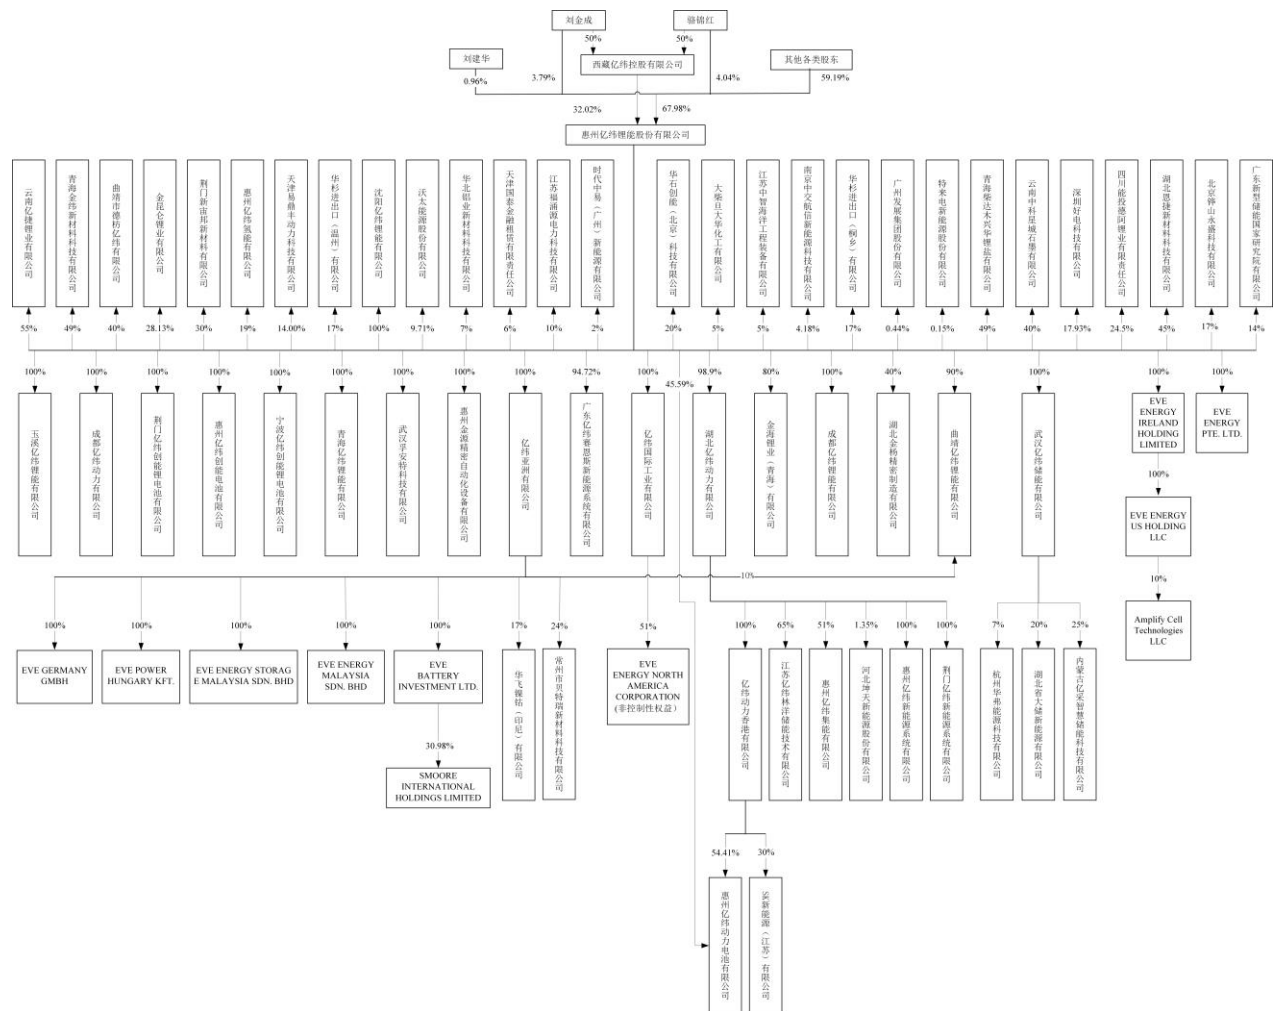 刘金成
骆锦红
50%
50%
刘建华
西藏亿纬控股有限公司
其他各类股东
0.96%
3.79%
4.04%
59.19%
32.02%
67.98%
惠州亿纬锂能股份有限公司
云南亿捷锂业有限公司
青海金纬新材料科技有限公司
曲靖市德枋亿纬有限公司
金昆仑锂业有限公司
荆门新宙邦新材料有限公司
惠州亿纬氢能有限公司
天津易鼎丰动力科技有限公司
华杉进出口（温州）有限公司
沈阳亿纬锂能有限公司
沃太能源股份有限公司
华北铝业新材料科技有限公司
天津国泰金融租赁有限责任公司
江苏福浦源电力科技有限公司
时代中易（广州）新能源有限公司
华石创能（北京）科技有限公司
大柴旦大华化工有限公司
江苏中智海洋工程装备有限公司
南京中交航信新能源科技有限公司
华杉进出口（桐乡）有限公司
广州发展集团股份有限公司
特来电新能源股份有限公司
青海柴达木兴华锂盐有限公司
云南中科星城石墨有限公司
深圳好电科技有限公司
四川能投德阿锂业有限责任公司
湖北恩捷新材料科技有限公司
北京铧山永盛科技有限公司
广东新型储能国家研究院有限公司
55%
49%
40%
28.13%
30%
19%
14.00%
17%
100%
9.71%
7%
6%
10%
2%
20%
5%
5%
4.18%
17%
0.44%
0.15%
49%
40%
17.93%
24.5%
45%
17%
14%
100%
100%
100%
100%
100%
100%
100%
100%
100%
94.72%
100%
45.59%
98.9%
80%
100%
40%
90%
100%
100%
100%
玉溪亿纬锂能有限公司
成都亿纬动力有限公司
荆门亿纬创能锂电池有限公司
惠州亿纬创能电池有限公司
宁波亿纬创能锂电池有限公司
青海亿纬锂能有限公司
武汉孚安特科技有限公司
惠州金源精密自动化设备有限公司
亿纬亚洲有限公司
广东亿纬赛恩斯新能源系统有限公司
亿纬国际工业有限公司
湖北亿纬动力有限公司
金海锂业（青海）有限公司
成都亿纬锂能有限公司
湖北金杨精密制造有限公司
曲靖亿纬锂能有限公司
武汉亿纬储能有限公司
EVE
ENERGY
IRELAND
HOLDING
LIMITED
EVE
ENERGY
PTE. LTD.
100%
EVE ENERGY
US HOLDING
LLC
10%
Amplify Cell
Technologies
LLC
10%
100%
100%
100%
100%
100%
17%
24%
51%
100%
65%
51%
1.35%
100%
100%
7%
20%
25%
EVE GERMANY
GMBH
EVE POWER
HUNGARY KFT.
EVE ENERGY STORAG
E MALAYSIA SDN. BHD
EVE ENERGY
MALAYSIA
SDN. BHD
EVE
BATTERY
INVESTMENT LTD.
30.98%
SMOORE
INTERNATIONAL
HOLDINGS LIMITED
华飞镍钴（印尼）有限公司
常州市贝特瑞新材料科技有限公司
EVE
ENERGY NORTH
AMERICA
CORPORATION
(非控制性权益）
亿纬动力香港有限公司
江苏亿纬林洋储能技术有限公司
惠州亿纬集能有限公司
河北坤天新能源股份有限公司
惠州亿纬新能源系统有限公司
荆门亿纬新能源系统有限公司
杭州华弗能源科技有限公司
湖北省大储新能源有限公司
内蒙古亿采智慧储能科技有限公司
54.41%
30%
惠州亿纬动力电池有限公司
SK新能源（江苏）有限公司